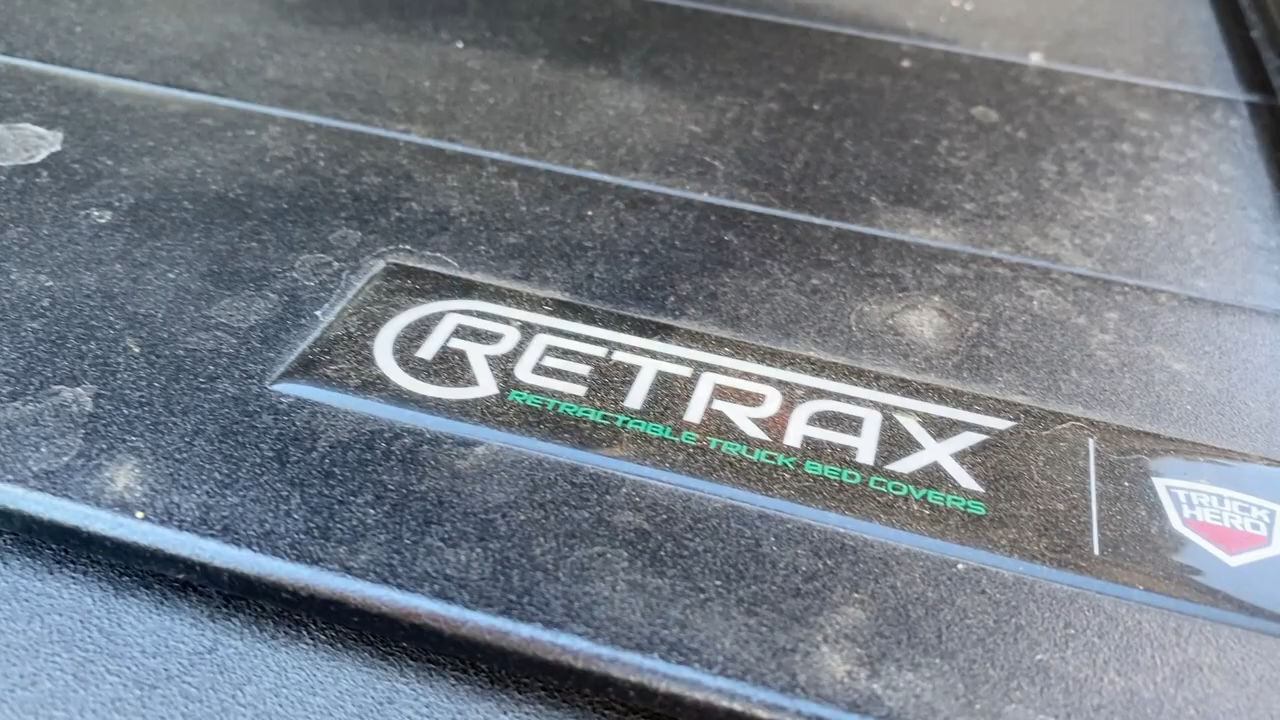 RETRAX
RETRACTABLE TRUCK BED COVERS
TRUCK
HERO